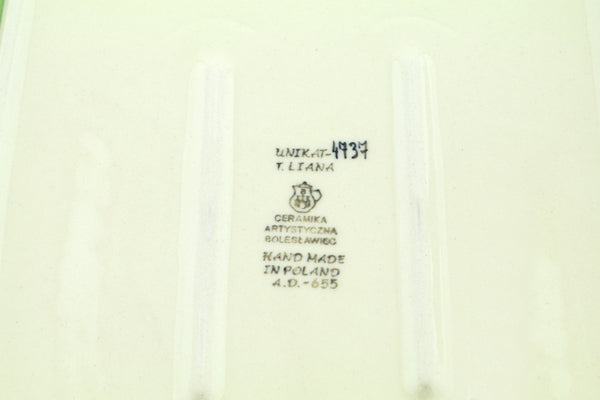 UNIKAT-4737
T. LIANA
CERAMIKA
ARTYSTYCZNA
BOLESŁAWIEC
HAND MADE
IN POLAND
A.D.-655